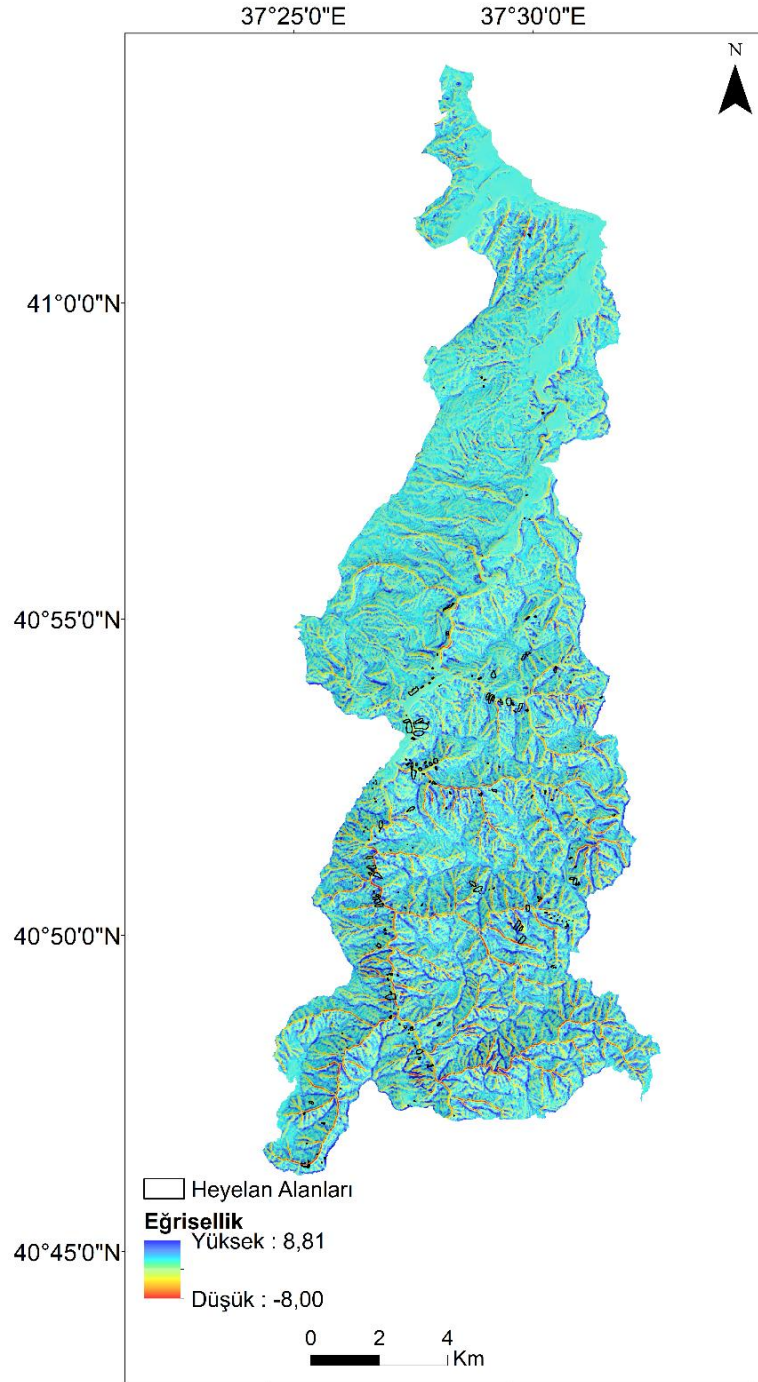 37°25'0"E 37°30'0"E
N
41°0'0"N
40°55'0"N
40°50'0"N
40°45'0"N
Heyelan Alanları
Eğrisellik
Yüksek : 8,81
Düşük : -8,00
0 2 4
Km